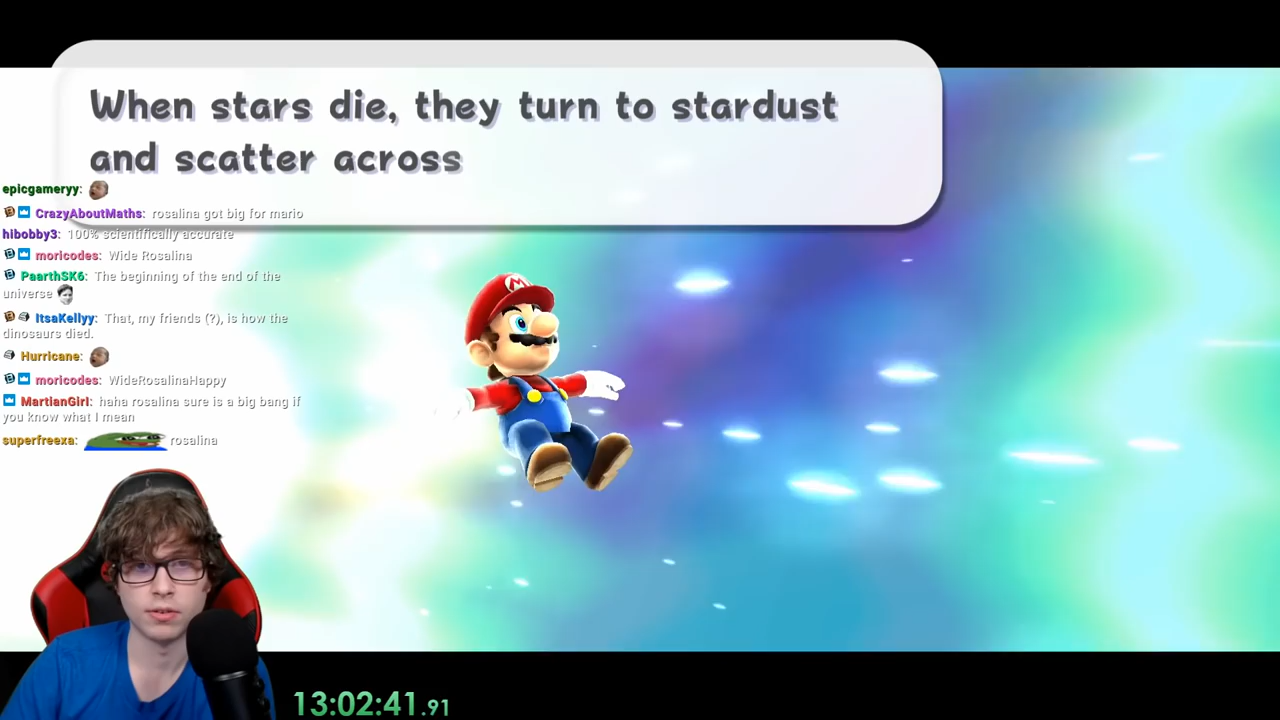 When stars die, they turn to stardust
and scatter across
epicgameryy:
CrazyAboutMaths: rosalina got big for mario
hibobby3: 100% scientifically accurate
moricodes: Wide Rosalina
PaarthSK6: The beginning of the end of the
universe
ItsaKellyy: That, my friends (?), is how the
dinosaurs died.
Hurricane:
moricodes: WideRosalinaHappy
MartianGirl: haha rosalina sure is a big bang if
you know what I mean
superfreexa: rosalina
M
13:02:41.91